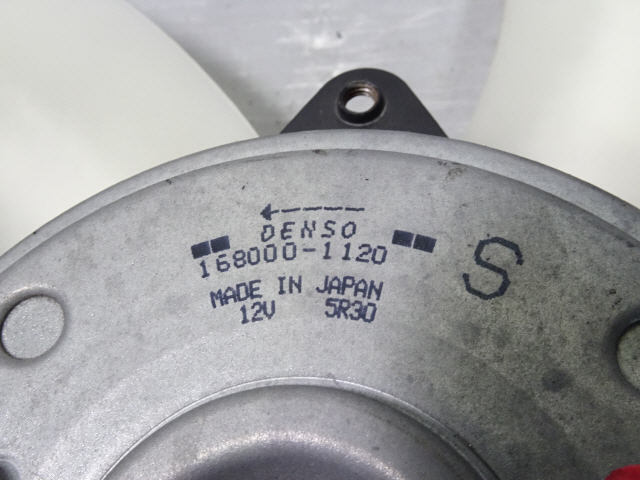 DENSO
168000-1120
S
MADE IN JAPAN
12V 5R30